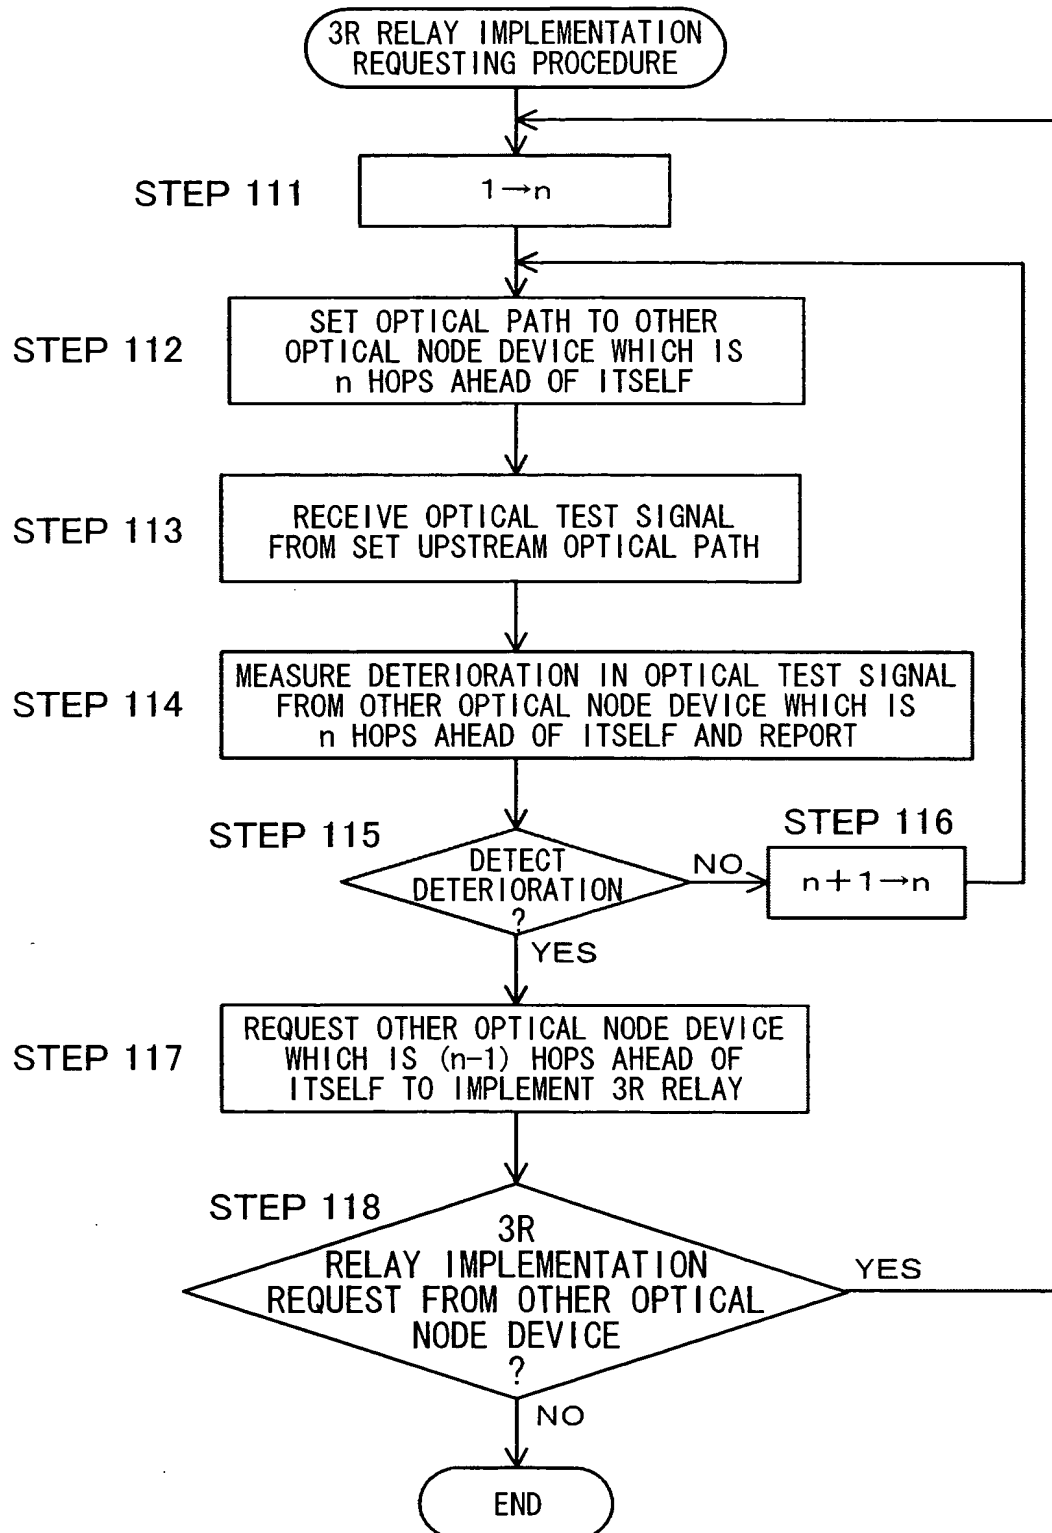 3R RELAY IMPLEMENTATION
REQUESTING PROCEDURE
STEP 111
1→n
STEP 112
SET OPTICAL PATH TO OTHER
OPTICAL NODE DEVICE WHICH IS
n HOPS AHEAD OF ITSELF
STEP 113
RECEIVE OPTICAL TEST SIGNAL
FROM SET UPSTREAM OPTICAL PATH
STEP 114
MEASURE DETERIORATION IN OPTICAL TEST SIGNAL
FROM OTHER OPTICAL NODE DEVICE WHICH IS
n HOPS AHEAD OF ITSELF AND REPORT
STEP 115
DETECT
DETERIORATION
?
NO
STEP 116
n+1→n
YES
STEP 117
REQUEST OTHER OPTICAL NODE DEVICE
WHICH IS (n-1) HOPS AHEAD OF
ITSELF TO IMPLEMENT 3R RELAY
STEP 118
3R
RELAY IMPLEMENTATION
REQUEST FROM OTHER OPTICAL
NODE DEVICE
?
YES
NO
END